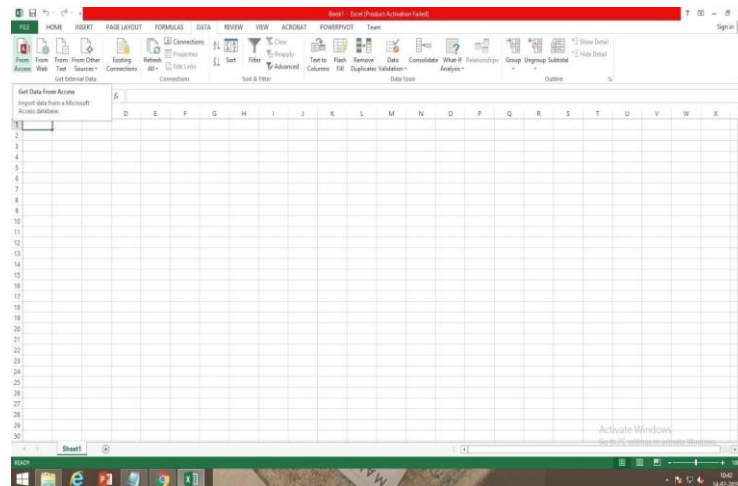 Book1 - Excel (Product Activation Failed)
FILE HOME INSERT PAGE LAYOUT FORMULAS DATA REVIEW VIEW ACROBAT POWERPIVOT Team Sign in
From Access
From Web
From Text
From Other Sources
Existing Connections
Refresh All
Connections
Properties
Edit Links
Sort
Filter
Clear
Reapply
Advanced
Text to Columns
Flash Fill
Remove Duplicates
Data Validation
Consolidate
What-If Analysis
Relationships
Group
Ungroup
Subtotal
Show Detail
Hide Detail
Get External Data Connections Sort & Filter Data Tools Outline
Get Data From Access
Import data from a Microsoft
Access database.
fx
D E F G H I J K L M N O P Q R S T U V W X
1
2
3
4
5
6
7
8
9
10
11
12
13
14
15
16
17
18
19
20
21
22
23
24
25
26
27
28
29
30
Activate Windows
Go to PC settings to activate Windows.
Sheet1
READY
10:42